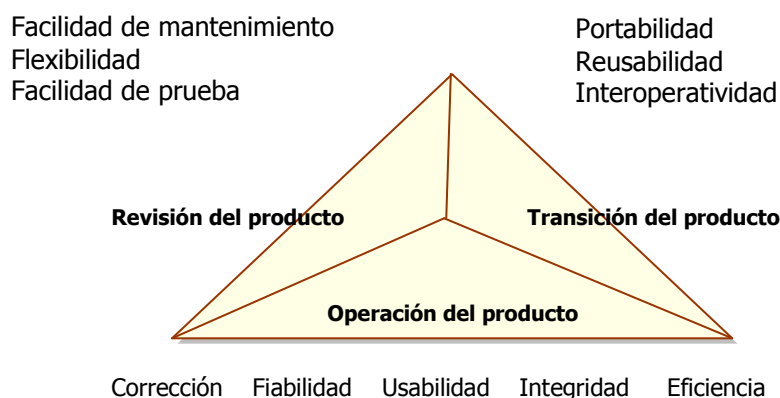 Facilidad de mantenimiento
Flexibilidad
Facilidad de prueba
Portabilidad
Reusabilidad
Interoperatividad
Revisión del producto
Transición del producto
Operación del producto
Corrección Fiabilidad Usabilidad Integridad Eficiencia